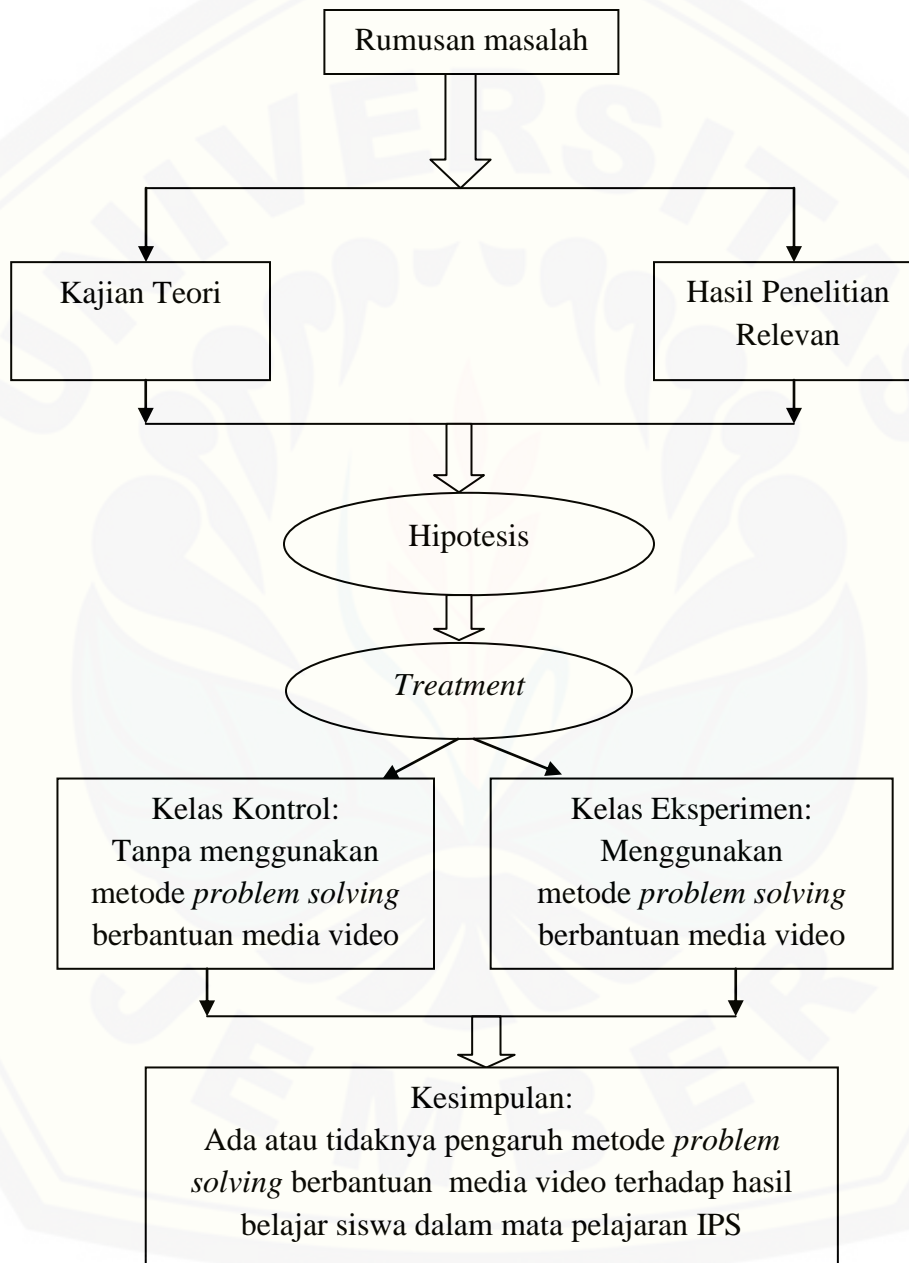 Rumusan masalah
Kajian Teori
Hasil Penelitian
Relevan
Hipotesis
Treatment
Kelas Kontrol:
Tanpa menggunakan
metode problem solving
berbantuan media video
Kelas Eksperimen:
Menggunakan
metode problem solving
berbantuan media video
Kesimpulan:
Ada atau tidaknya pengaruh metode problem
solving berbantuan media video terhadap hasil
belajar siswa dalam mata pelajaran IPS
UNIVERSITAS
JEMBER